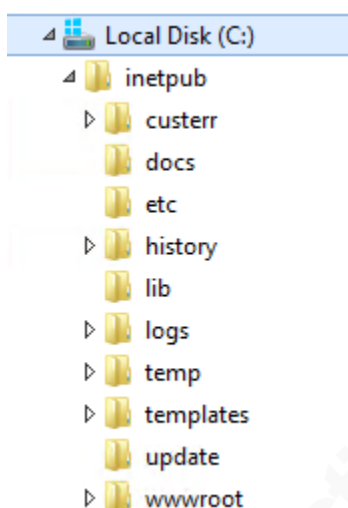 Local Disk (C:)
inetpub
custerr
docs
etc
history
lib
logs
temp
templates
update
wwwroot